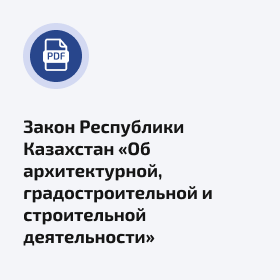 PDF
Закон Республики
Казахстан «Об
архитектурной,
градостроительной и
строительной
деятельности»